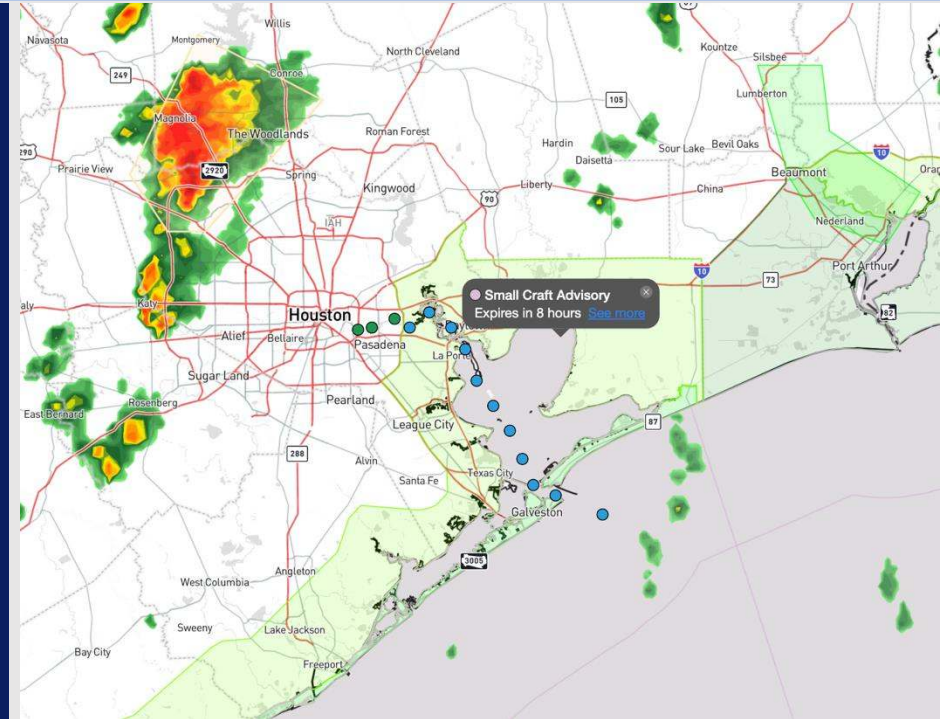 Willis
Navasota
Montgomery
North Cleveland
Kountze
Silsbee
249
Conroe
105
Lumberton
Magnolia
The Woodlands
Roman Forest
Hardin
Sour Lake
Bevil Oaks
10
Daisetta
290
Prairie View
2920
Spring
Kingwood
Liberty
China
Beaumont
Oran
90
IAH
Nederland
Small Craft Advisory
Expires in 8 hours See more
10
73
Port Arthur
Katy
Houston
82
Alief
Bellaire
Pasadena
La Porte
Sugar Land
Pearland
East Bernard
Rosenberg
League City
87
288
Alvin
Santa Fe
Texas City
Galveston
3005
Angleton
West Columbia
Sweeny
Lake Jackson
Bay City
Freeport